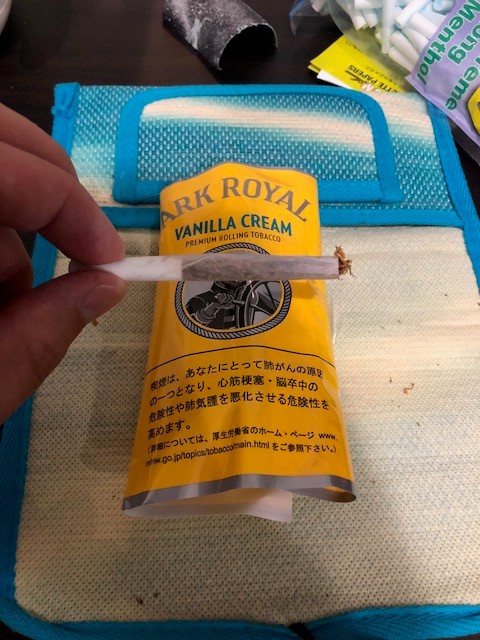 ETTE PAPERS
ong
reme
Menthol
ARK ROYAL
VANILLA CREAM
PREMIUM ROLLING TOBACCO
喫煙は、あなたにとって肺がんの原因
の一つとなり、心筋梗塞・脳卒中の
危険性や肺気腫を悪化させる危険性を
高めます。
(詳細については、厚生労働省のホーム・ページ www.
mhlw.go.jp/topics/tobacco/main.html をご参照下さい。)